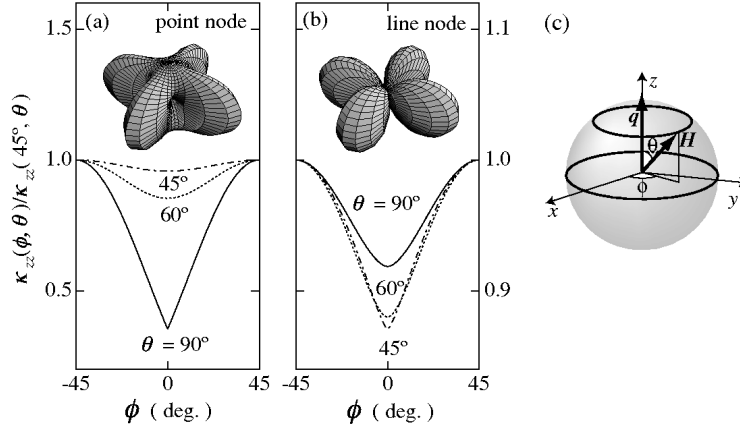 (a) point node
(b) line node
(c)
κzz(ϕ, θ)/κzz(45°, θ)
1.5
1.0
0.5
45°
60°
θ = 90°
-45 0 45
ϕ ( deg. )
1.1
1.0
0.9
θ = 90°
60°
45°
-45 0 45
ϕ ( deg. )
z
q
θ
H
ϕ
x
y